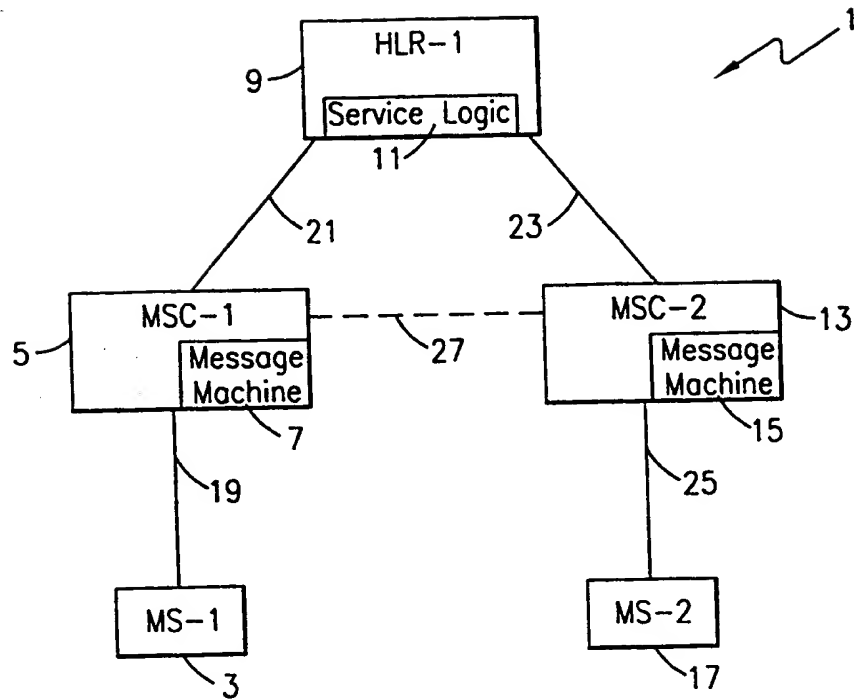 1
HLR-1
9
Service Logic
11
21
23
MSC-1
MSC-2
13
5
27
Message
Machine
Message
Machine
7
15
19
25
MS-1
MS-2
3
17